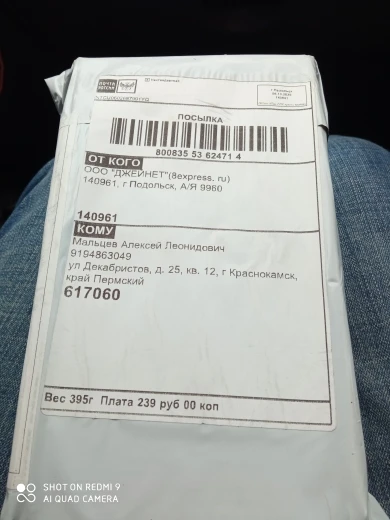 ПОЧТА РОССИИ
ПОСЫЛКА
800835 53 62471 4
ОТ КОГО
ООО "ДЖЕЙНЕТ"(8express.ru)
140961, г Подольск, А/Я 9960
140961
КОМУ
Мальцев Алексей Леонидович
9194863049
ул Декабристов, д. 25, кв. 12, г Краснокамск,
край Пермский
617060
Вес 395г Плата 239 руб 00 коп
SHOT ON REDMI 9
AI QUAD CAMERA